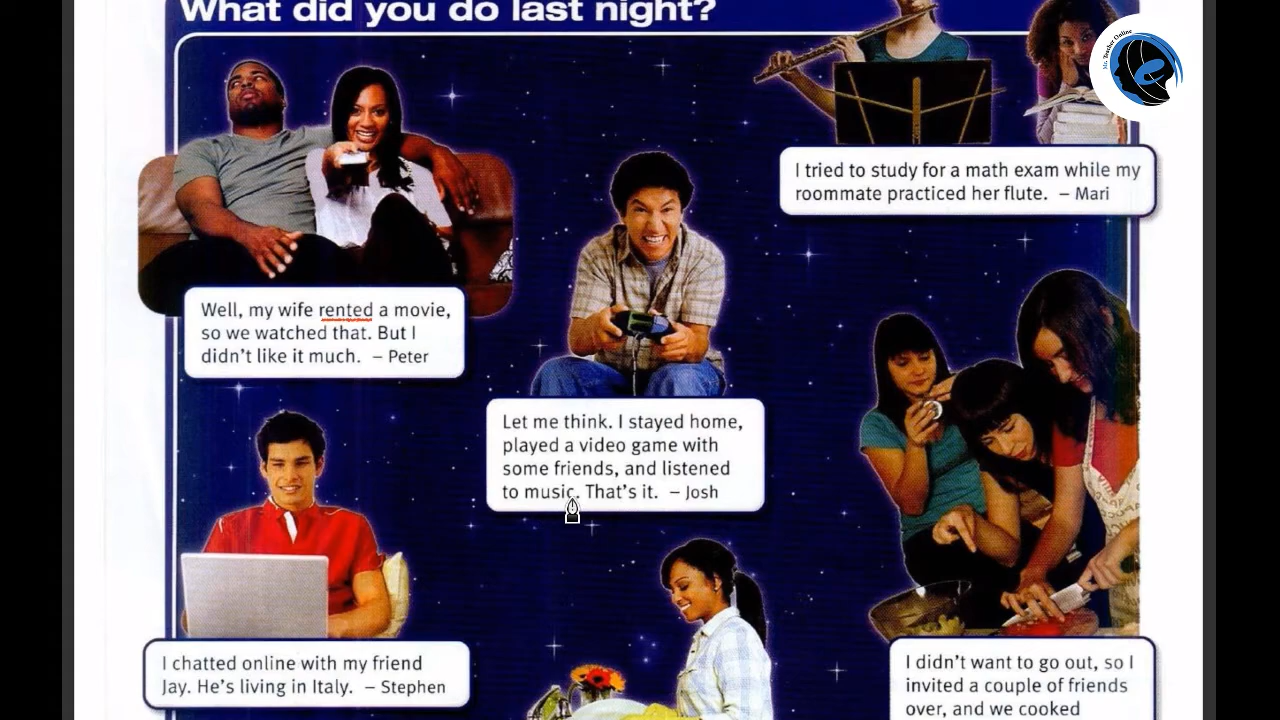 What did you do last night?
Mr. Teacher Online
I tried to study for a math exam while my
roommate practiced her flute. – Mari
Well, my wife rented a movie,
so we watched that. But I
didn't like it much. – Peter
Let me think. I stayed home,
played a video game with
some friends, and listened
to music. That's it. – Josh
I chatted online with my friend
Jay. He's living in Italy. – Stephen
I didn't want to go out, so I
invited a couple of friends
over, and we cooked